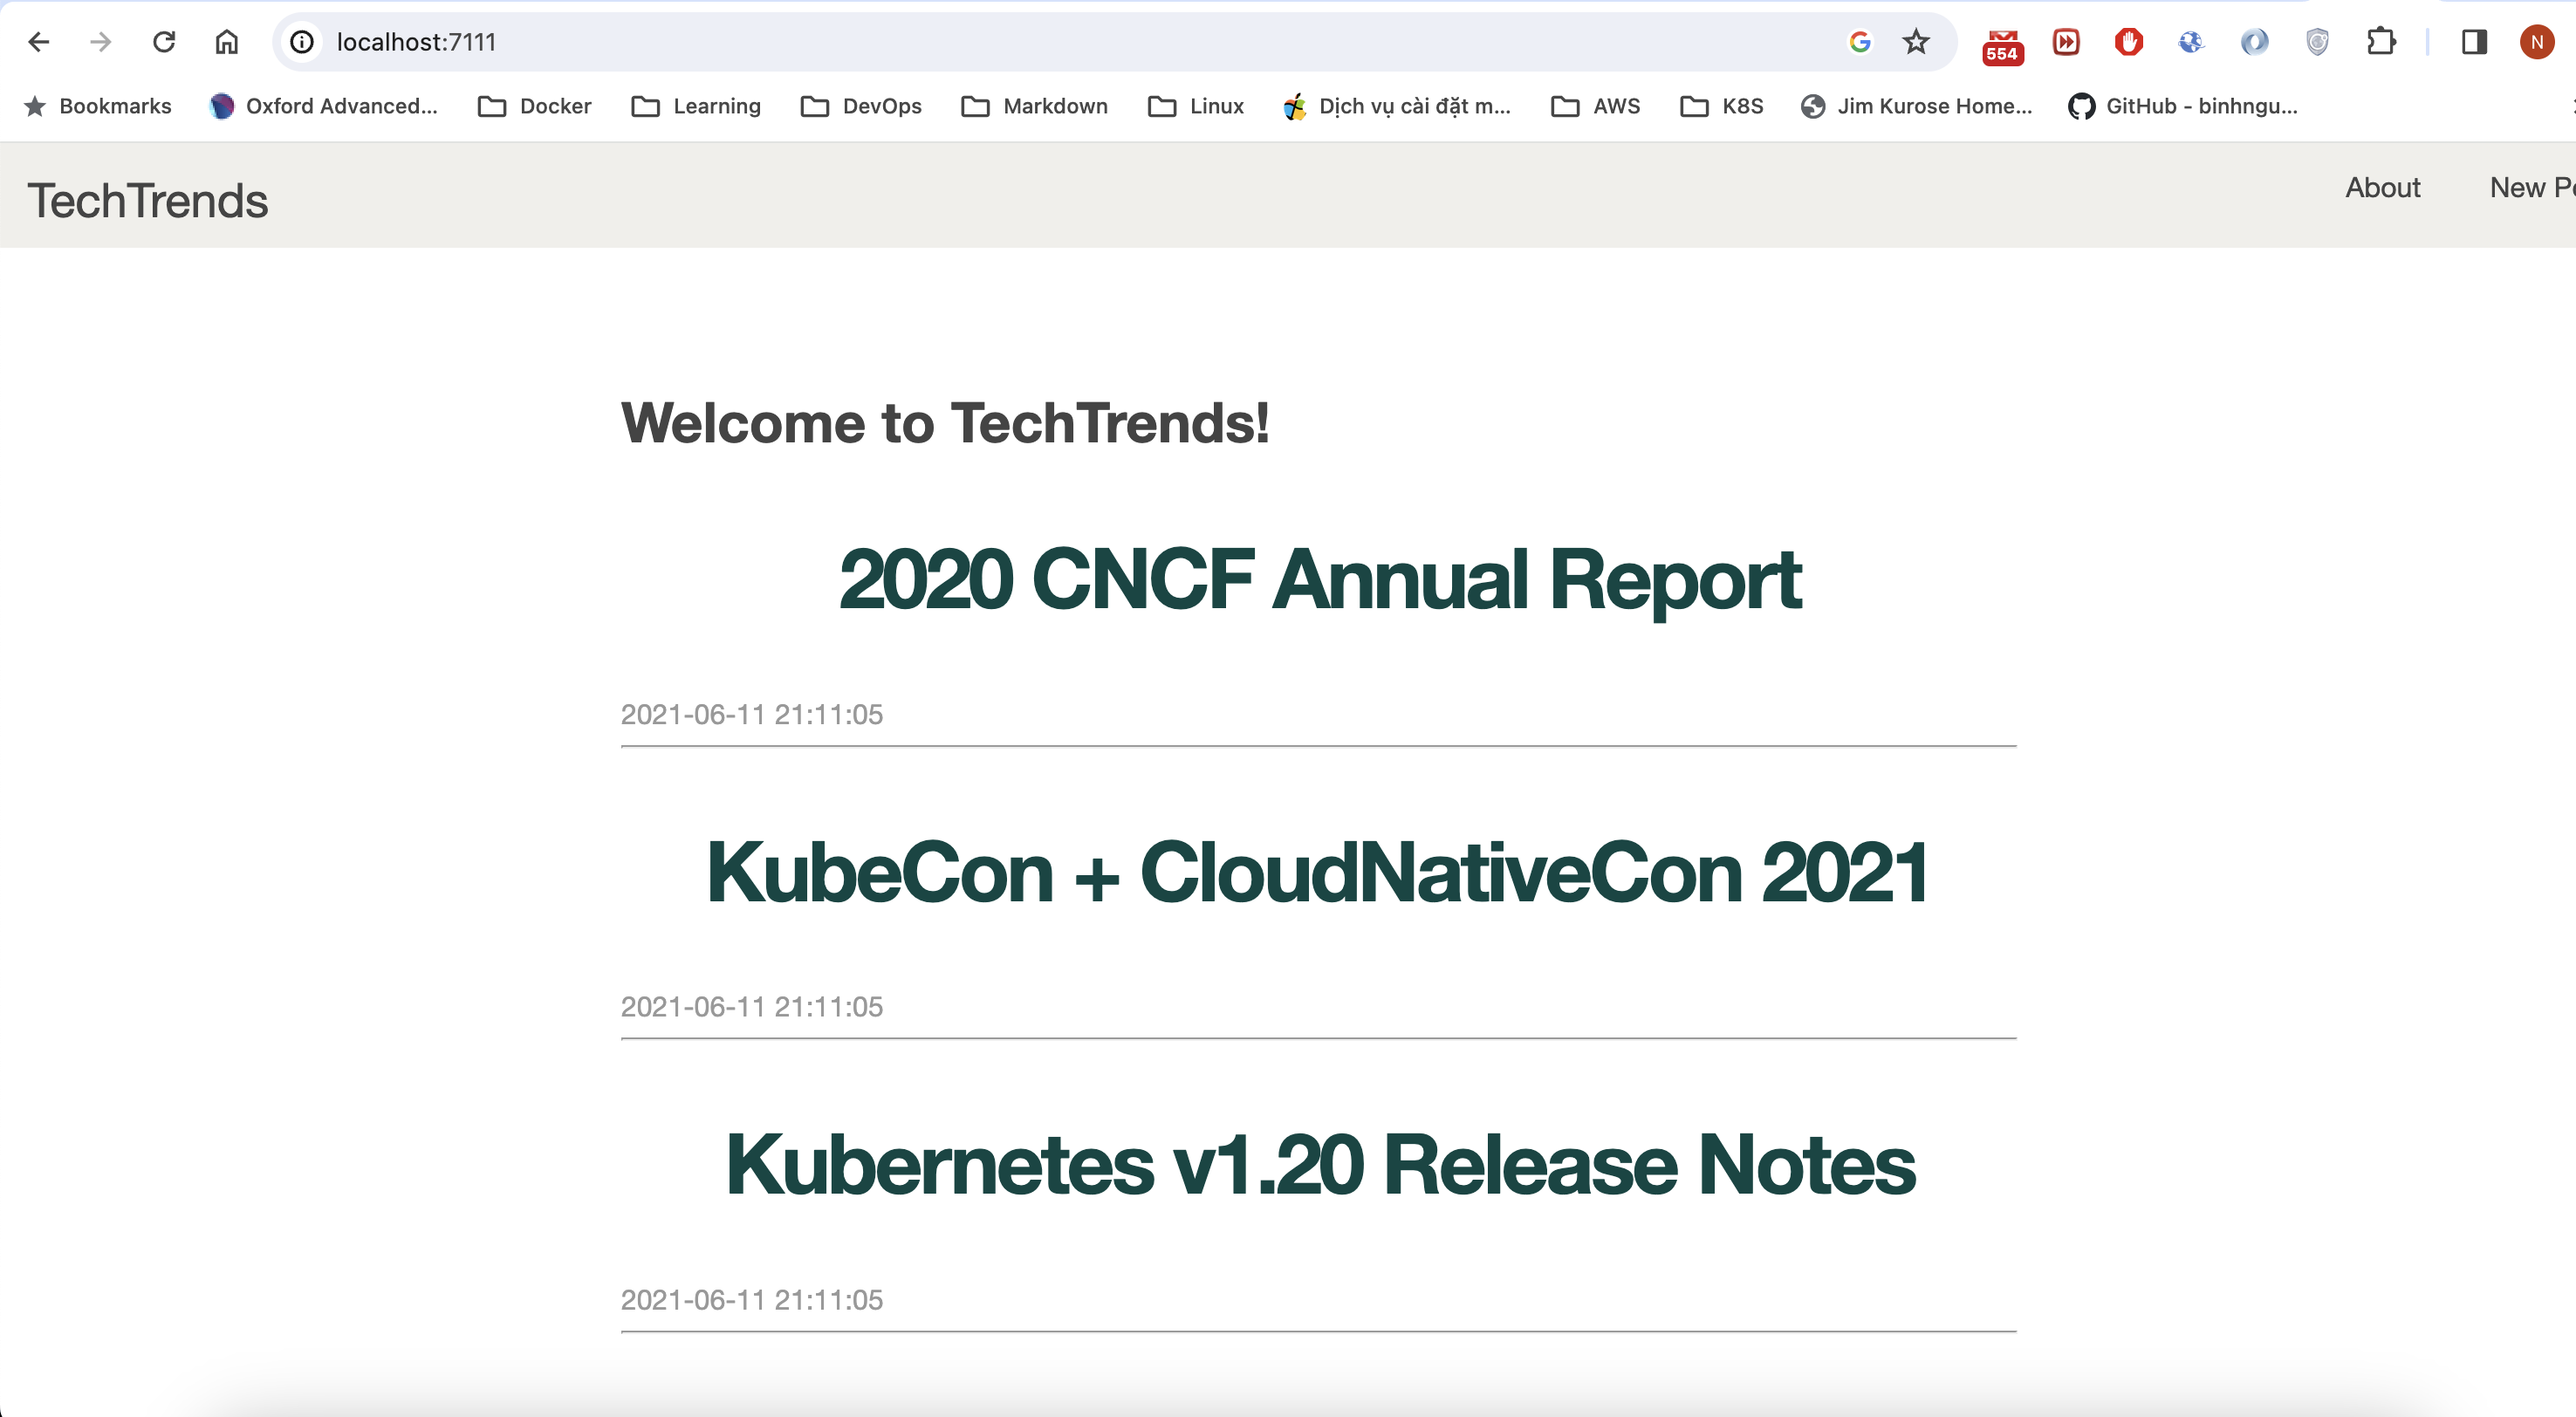 localhost:7111
554
N
Bookmarks Oxford Advanced... Docker Learning DevOps Markdown Linux Dịch vụ cài đặt m... AWS K8S Jim Kurose Home... GitHub - binhngu...
TechTrends About New P
Welcome to TechTrends!
2020 CNCF Annual Report
2021-06-11 21:11:05
KubeCon + CloudNativeCon 2021
2021-06-11 21:11:05
Kubernetes v1.20 Release Notes
2021-06-11 21:11:05